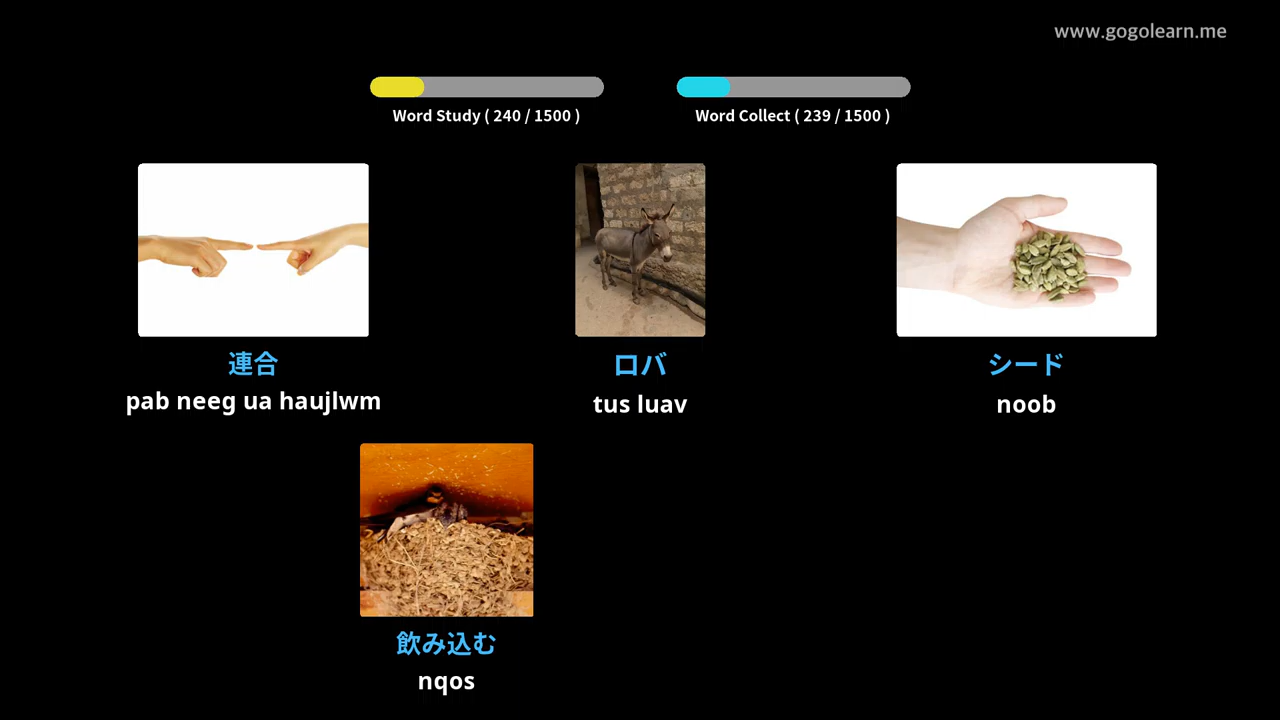 www.gogolearn.me
Word Study ( 240 / 1500 )
Word Collect ( 239 / 1500 )
連合
pab neeg ua haujlwm
ロバ
tus luav
シード
noob
飲み込む
nqos